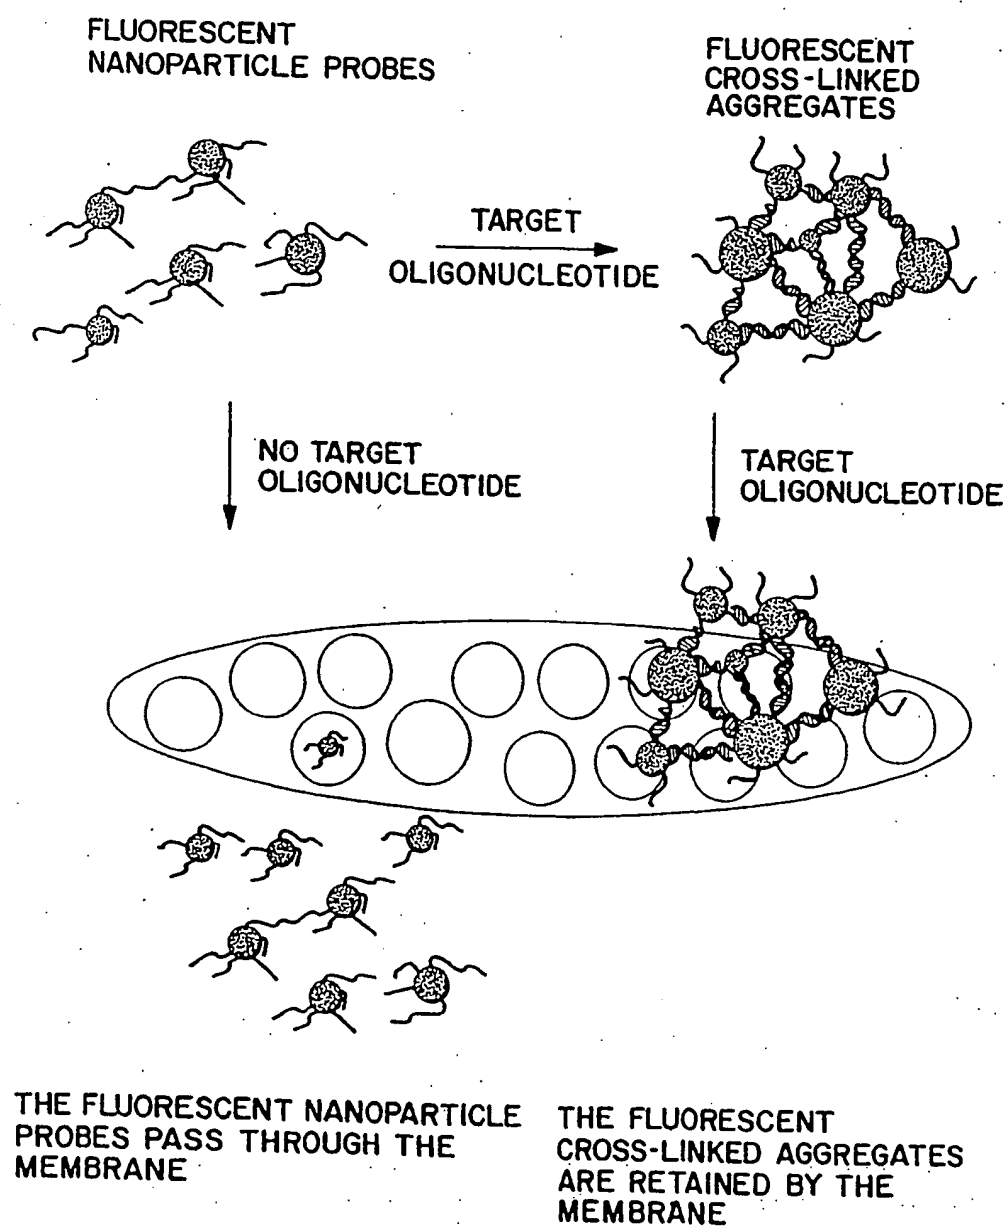 FLUORESCENT
NANOPARTICLE PROBES
FLUORESCENT
CROSS-LINKED
AGGREGATES
TARGET
OLIGONUCLEOTIDE
NO TARGET
OLIGONUCLEOTIDE
TARGET
OLIGONUCLEOTIDE
THE FLUORESCENT NANOPARTICLE
PROBES PASS THROUGH THE
MEMBRANE
THE FLUORESCENT
CROSS-LINKED AGGREGATES
ARE RETAINED BY THE
MEMBRANE